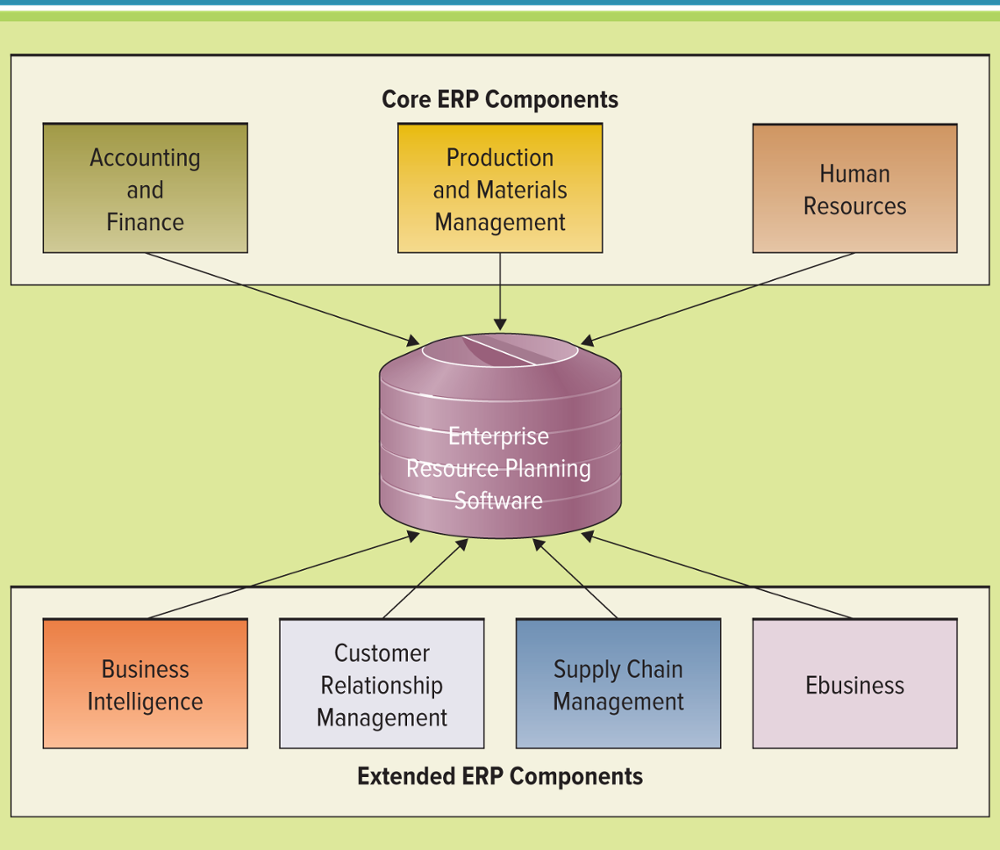 Core ERP Components
Accounting
and
Finance
Production
and Materials
Management
Human
Resources
Enterprise
Resource Planning
Software
Business
Intelligence
Customer
Relationship
Management
Supply Chain
Management
Ebusiness
Extended ERP Components